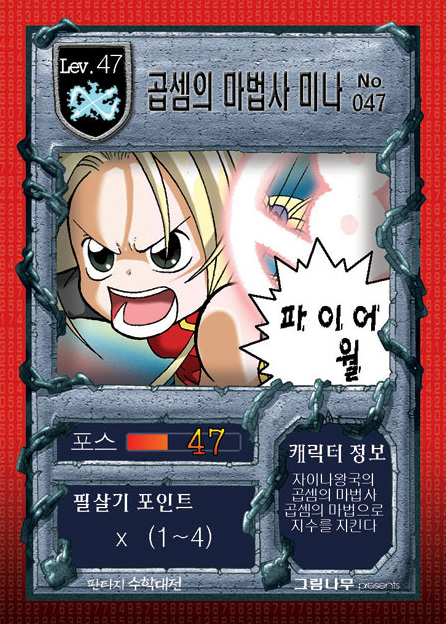 Lev. 47
곱셈의 마법사 미나
No
047
파이어
월
포스 47
필살기 포인트
x (1~4)
캐릭터 정보
자이나왕국의
곱셈의 마법사
곱셈의 마법으로
지수를 지킨다
판타지 수학대전
그림나무 presents